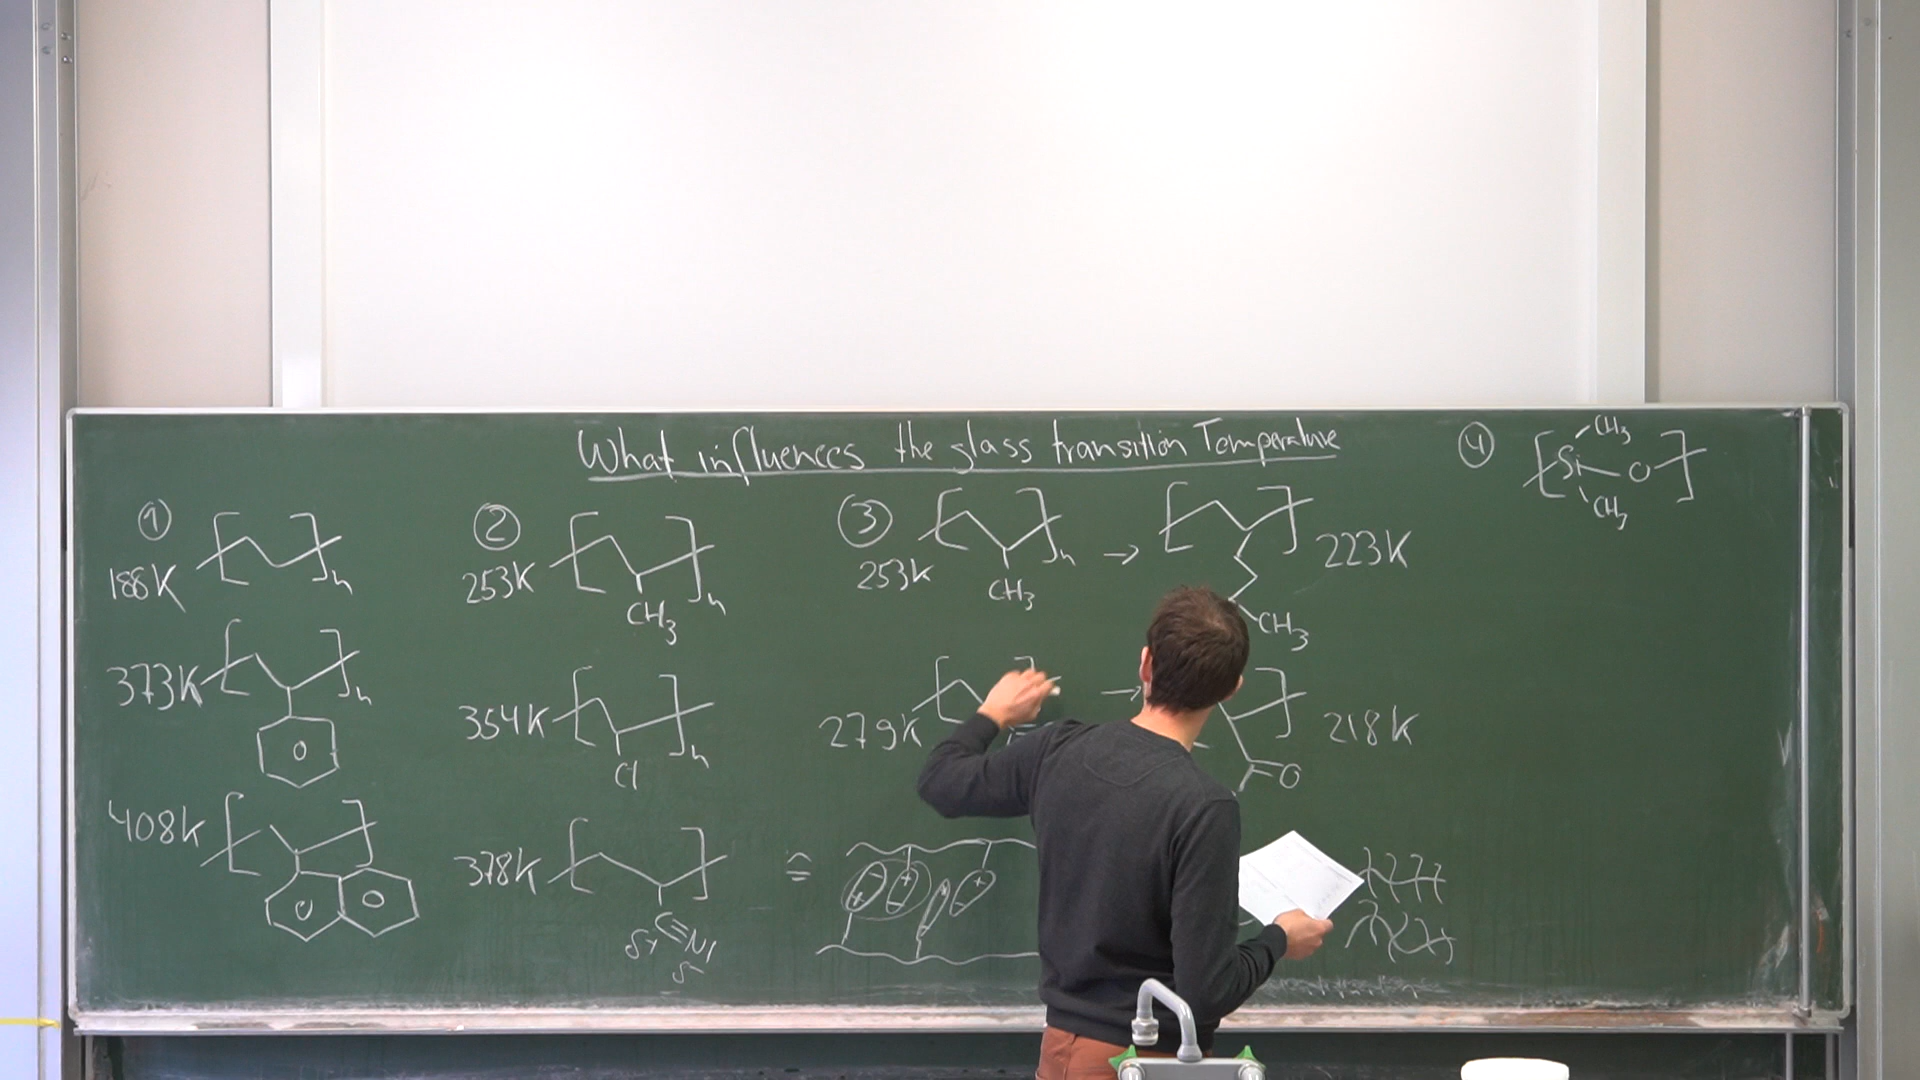 What influences the glass transition Temperature
①
188K
n
373K
n
408K
②
253K
CH3
n
354K
Cl
n
378K
δ+
N
δ-
③
253K
CH3
n
→
223K
CH3
279K
→
O
218K
≙
- + + +
④
CH3
Si O
CH3